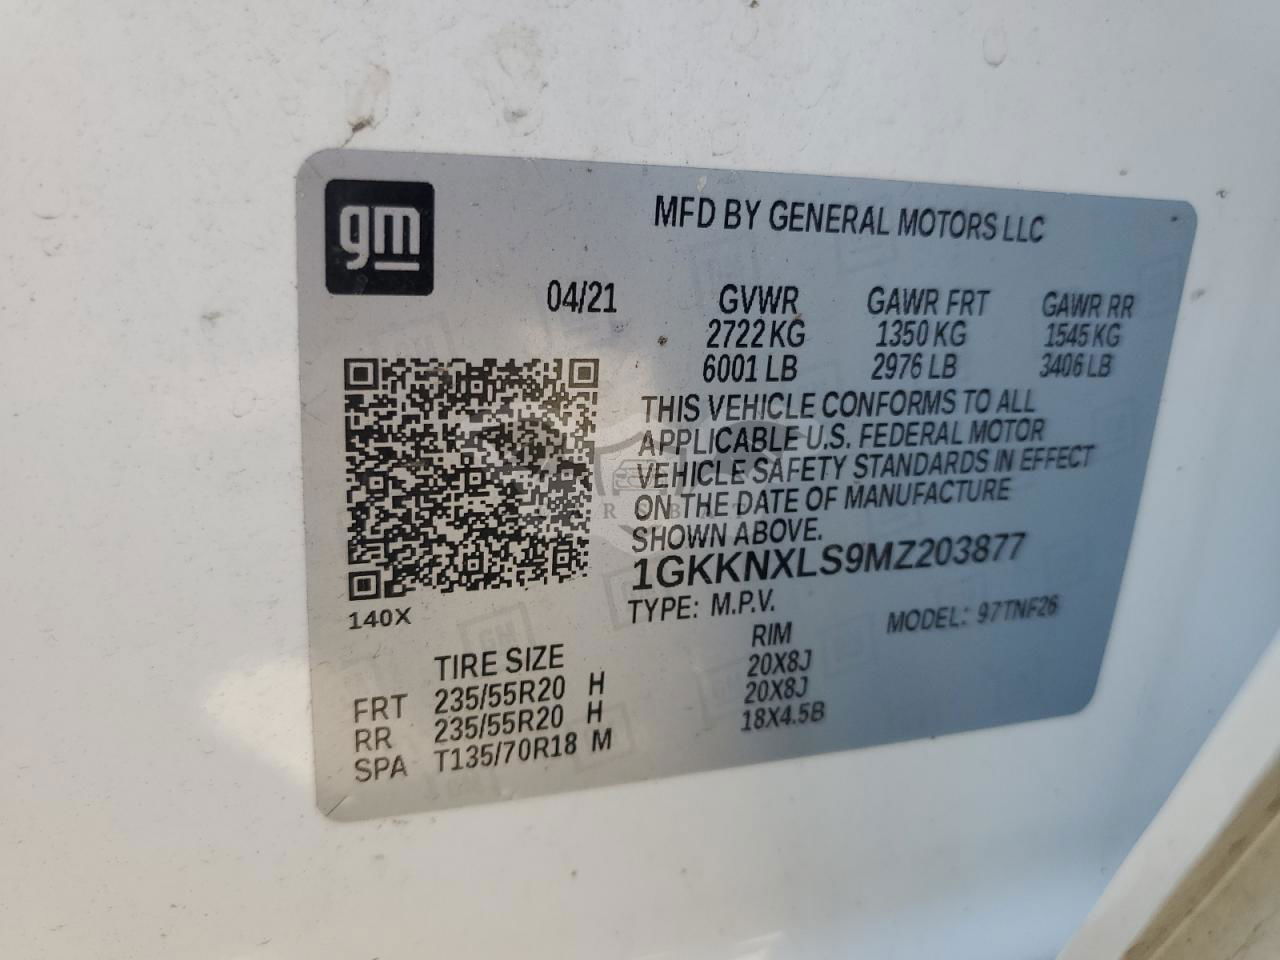 gm
MFD BY GENERAL MOTORS LLC
04/21 GVWR GAWR FRT GAWR RR
2722 KG 1350 KG 1545 KG
6001 LB 2976 LB 3406 LB
THIS VEHICLE CONFORMS TO ALL
APPLICABLE U.S. FEDERAL MOTOR
VEHICLE SAFETY STANDARDS IN EFFECT
ON THE DATE OF MANUFACTURE
SHOWN ABOVE.
1GKKNXLS9MZ203877
TYPE: M.P.V. MODEL: 97TNF26
140X
TIRE SIZE RIM
FRT 235/55R20 H 20X8J
RR 235/55R20 H 20X8J
SPA T135/70R18 M 18X4.5B